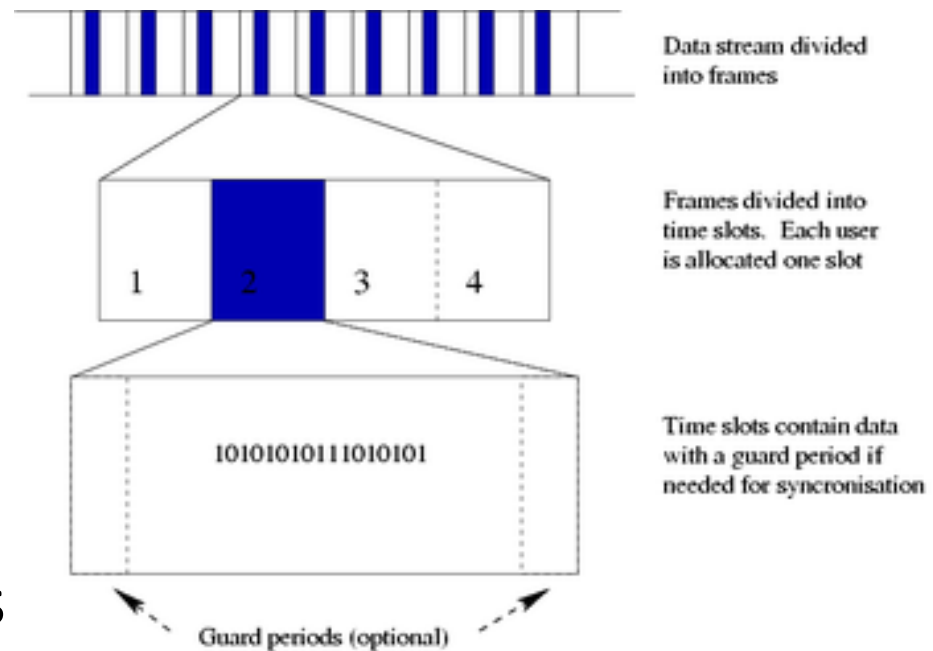 Data stream divided
into frames
Frames divided into
time slots. Each user
is allocated one slot
1 2 3 4
Time slots contain data
with a guard period if
needed for syncronisation
10101010111010101
s
Guard periods (optional)